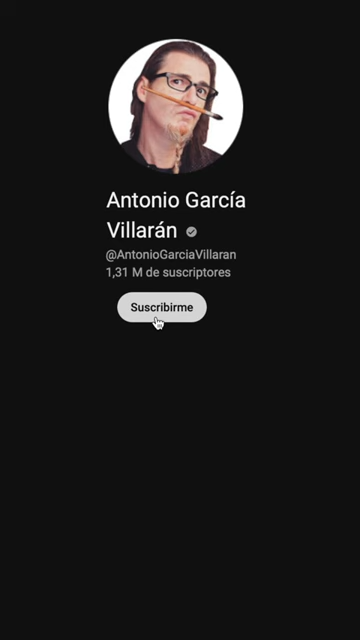 Antonio García
Villarán
@AntonioGarciaVillaran
1,31 M de suscriptores
Suscribirme